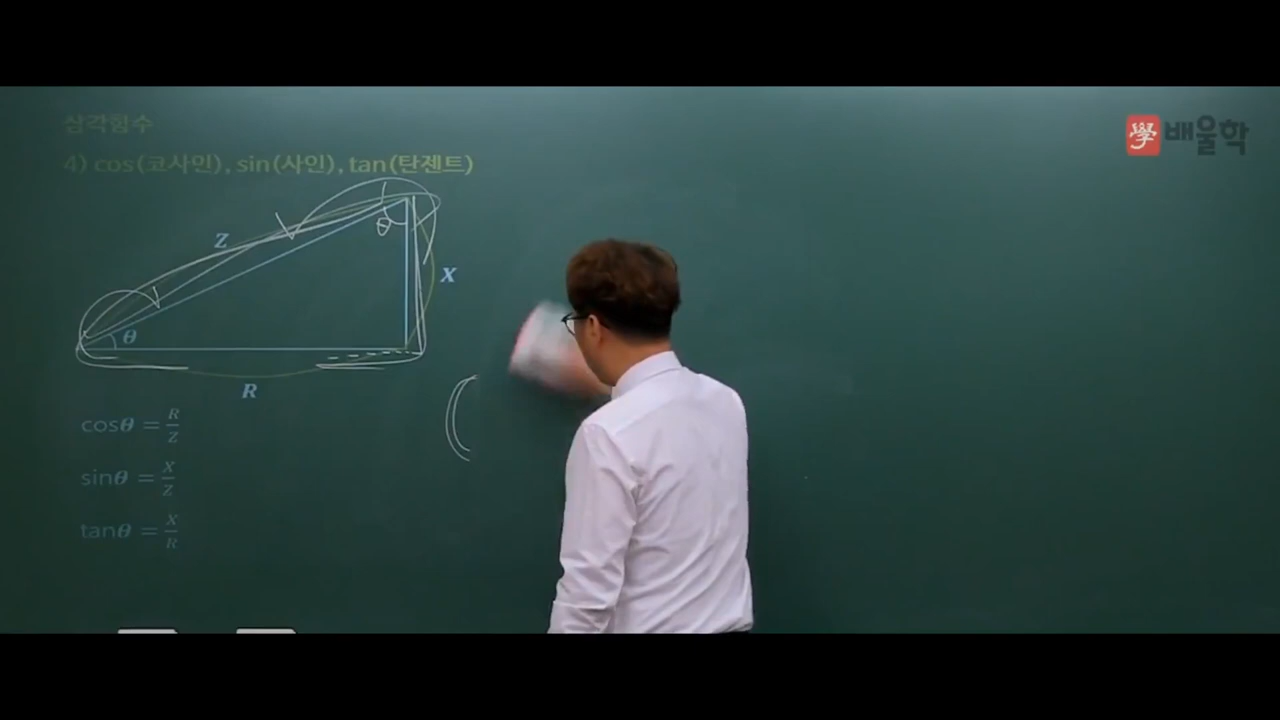 삼각함수
4) cos(코사인), sin(사인), tan(탄젠트)
學 배울학
θ
Z
X
θ
R
cosθ = R/Z
sinθ = X/Z
tanθ = X/R